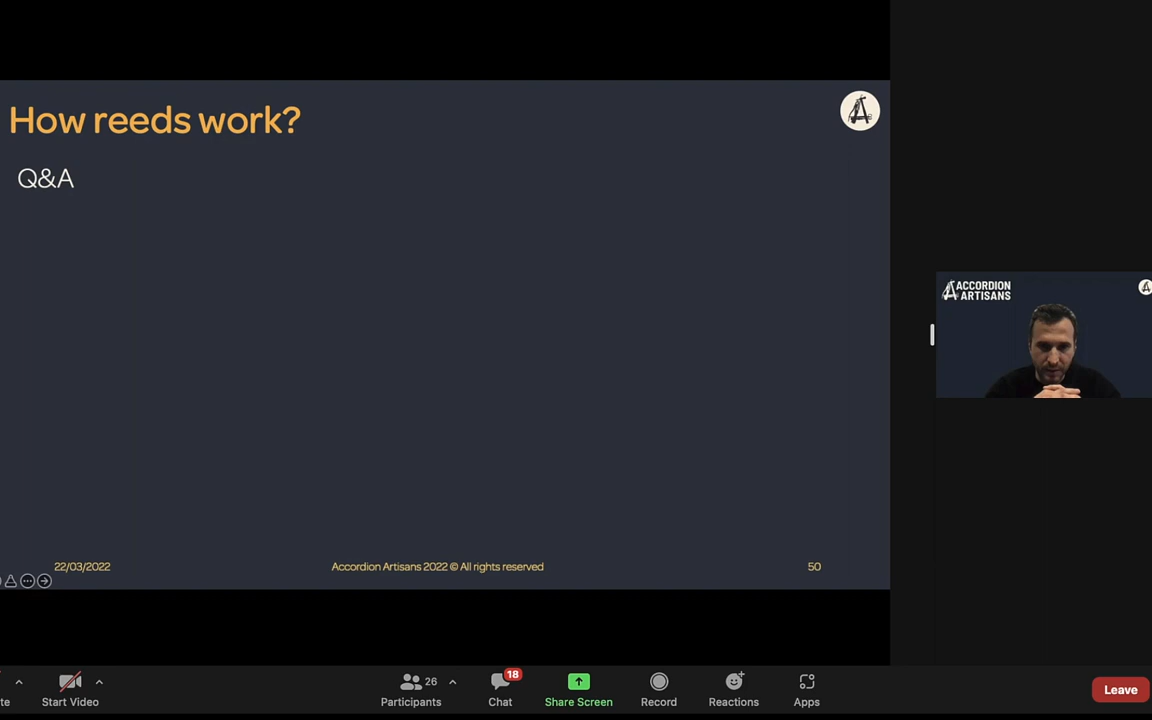 How reeds work?
Q&A
ACCORDION
ARTISANS
22/03/2022
Accordion Artisans 2022 © All rights reserved
50
te
Start Video
Participants
26
Chat
18
Share Screen
Record
Reactions
Apps
Leave